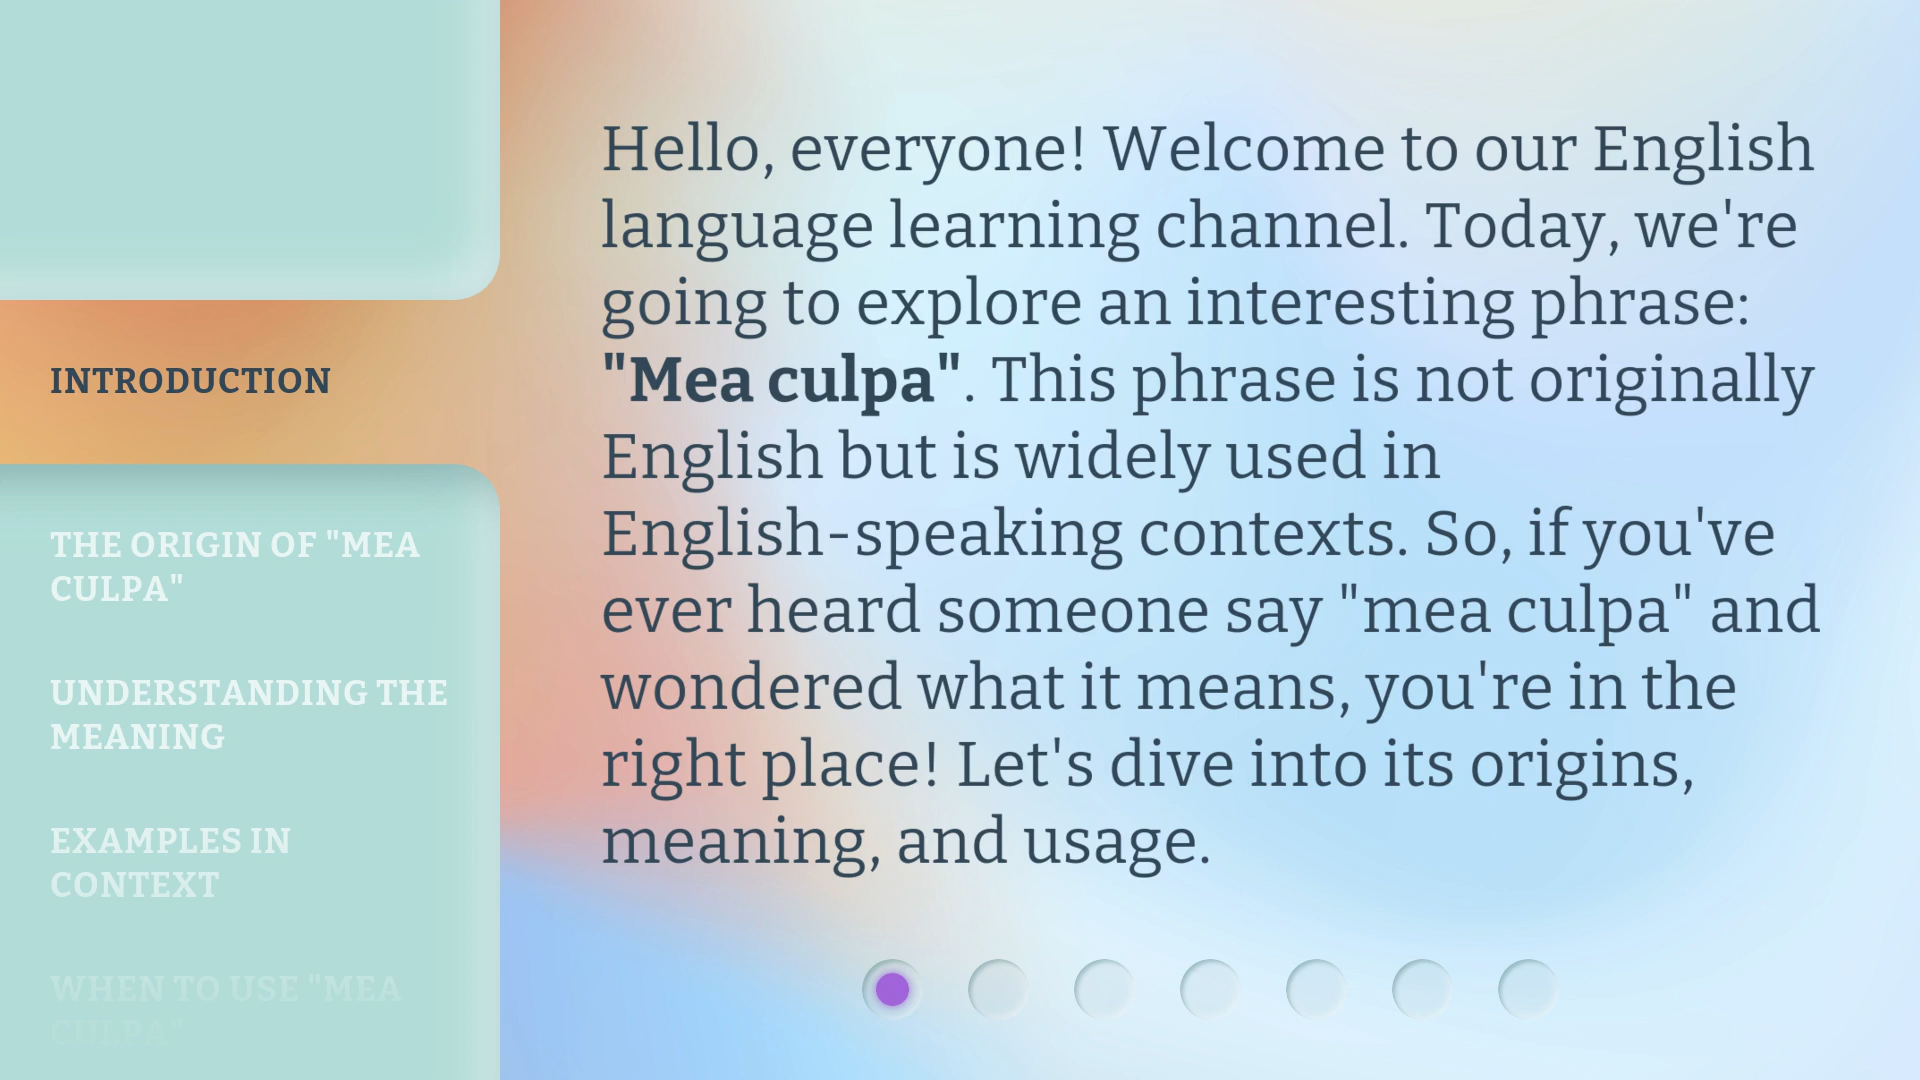 INTRODUCTION
THE ORIGIN OF "MEA
CULPA"
UNDERSTANDING THE
MEANING
EXAMPLES IN
CONTEXT
WHEN TO USE "MEA
CULPA"
Hello, everyone! Welcome to our English
language learning channel. Today, we're
going to explore an interesting phrase:
"Mea culpa". This phrase is not originally
English but is widely used in
English-speaking contexts. So, if you've
ever heard someone say "mea culpa" and
wondered what it means, you're in the
right place! Let's dive into its origins,
meaning, and usage.